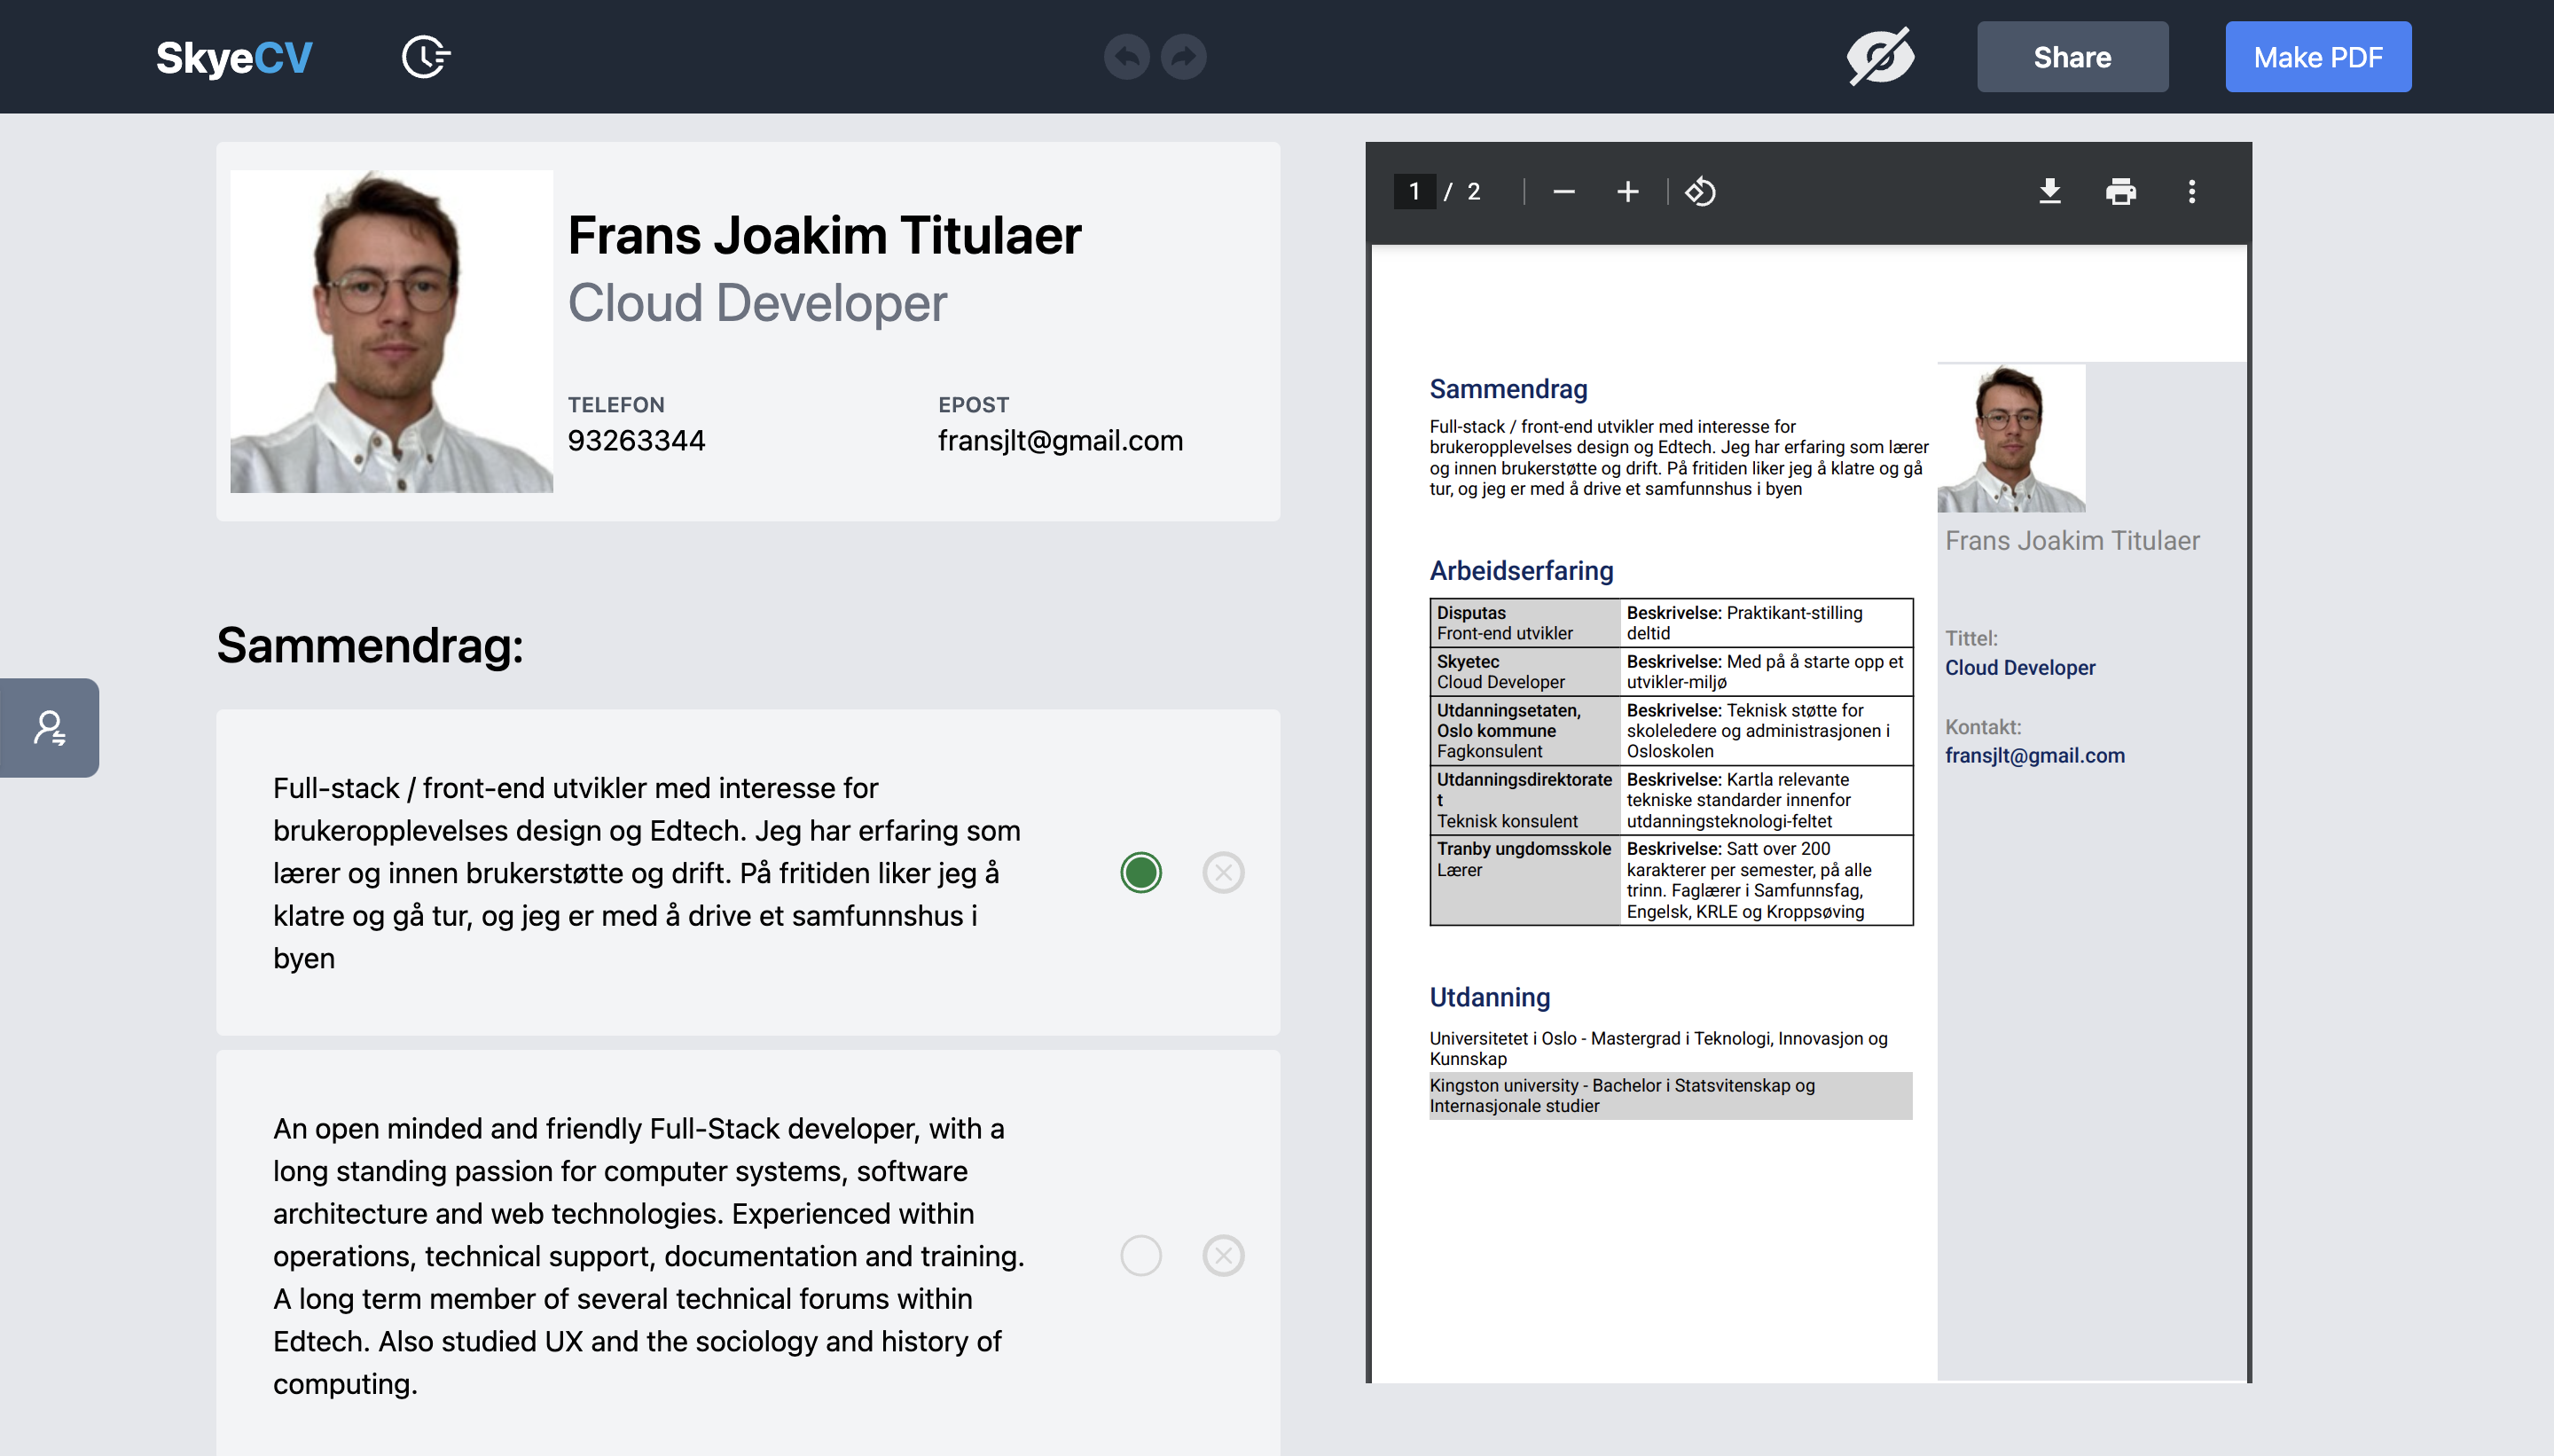 SkyeCV
Share
Make PDF
Frans Joakim Titulaer
Cloud Developer
TELEFON
93263344
EPOST
fransjlt@gmail.com
Sammendrag:
Full-stack / front-end utvikler med interesse for
brukeropplevelses design og Edtech. Jeg har erfaring som
lærer og innen brukerstøtte og drift. På fritiden liker jeg å
klatre og gå tur, og jeg er med å drive et samfunnshus i
byen
An open minded and friendly Full-Stack developer, with a
long standing passion for computer systems, software
architecture and web technologies. Experienced within
operations, technical support, documentation and training.
A long term member of several technical forums within
Edtech. Also studied UX and the sociology and history of
computing.
1 / 2
Sammendrag
Full-stack / front-end utvikler med interesse for
brukeropplevelses design og Edtech. Jeg har erfaring som lærer
og innen brukerstøtte og drift. På fritiden liker jeg å klatre og gå
tur, og jeg er med å drive et samfunnshus i byen
Arbeidserfaring
Disputas
Front-end utvikler
Beskrivelse: Praktikant-stilling
deltid
Skyetec
Cloud Developer
Beskrivelse: Med på å starte opp et
utvikler-miljø
Utdanningsetaten,
Oslo kommune
Fagkonsulent
Beskrivelse: Teknisk støtte for
skoleledere og administrasjonen i
Osloskolen
Utdanningsdirektorate
t
Teknisk konsulent
Beskrivelse: Kartla relevante
tekniske standarder innenfor
utdanningsteknologi-feltet
Tranby ungdomsskole
Lærer
Beskrivelse: Satt over 200
karakterer per semester, på alle
trinn. Faglærer i Samfunnsfag,
Engelsk, KRLE og Kroppsøving
Utdanning
Universitetet i Oslo - Mastergrad i Teknologi, Innovasjon og
Kunnskap
Kingston university - Bachelor i Statsvitenskap og
Internasjonale studier
Frans Joakim Titulaer
Tittel:
Cloud Developer
Kontakt:
fransjlt@gmail.com